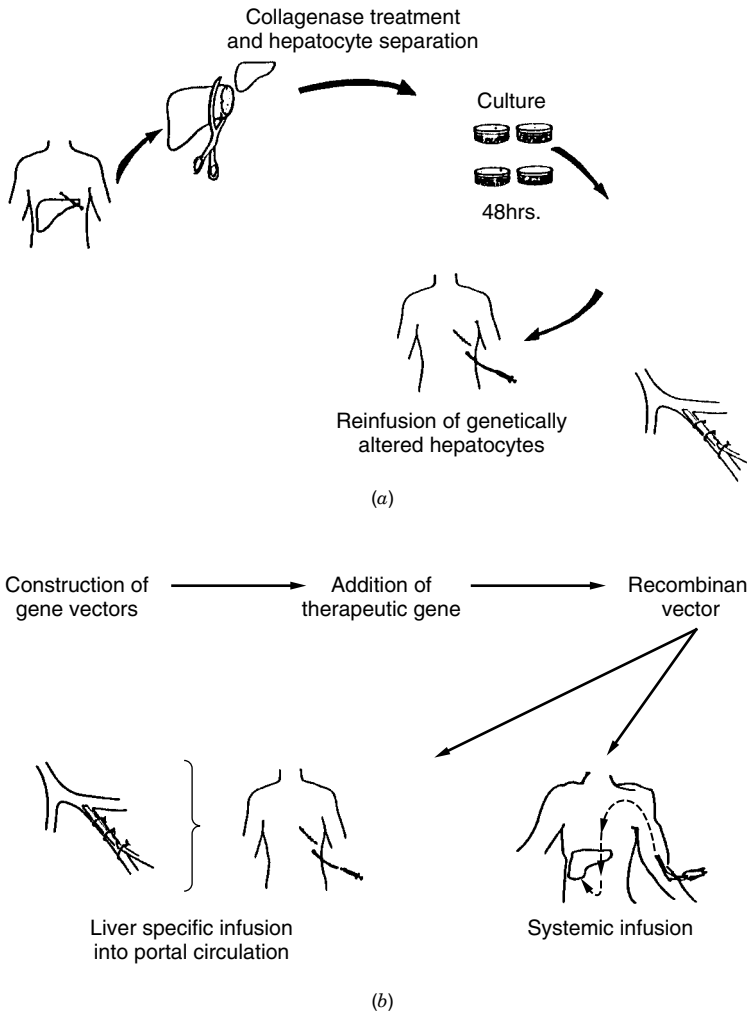 Collagenase treatment
and hepatocyte separation
Culture
48hrs.
Reinfusion of genetically
altered hepatocytes
(a)
Construction of
gene vectors
Addition of
therapeutic gene
Recombinan
vector
Liver specific infusion
into portal circulation
Systemic infusion
(b)